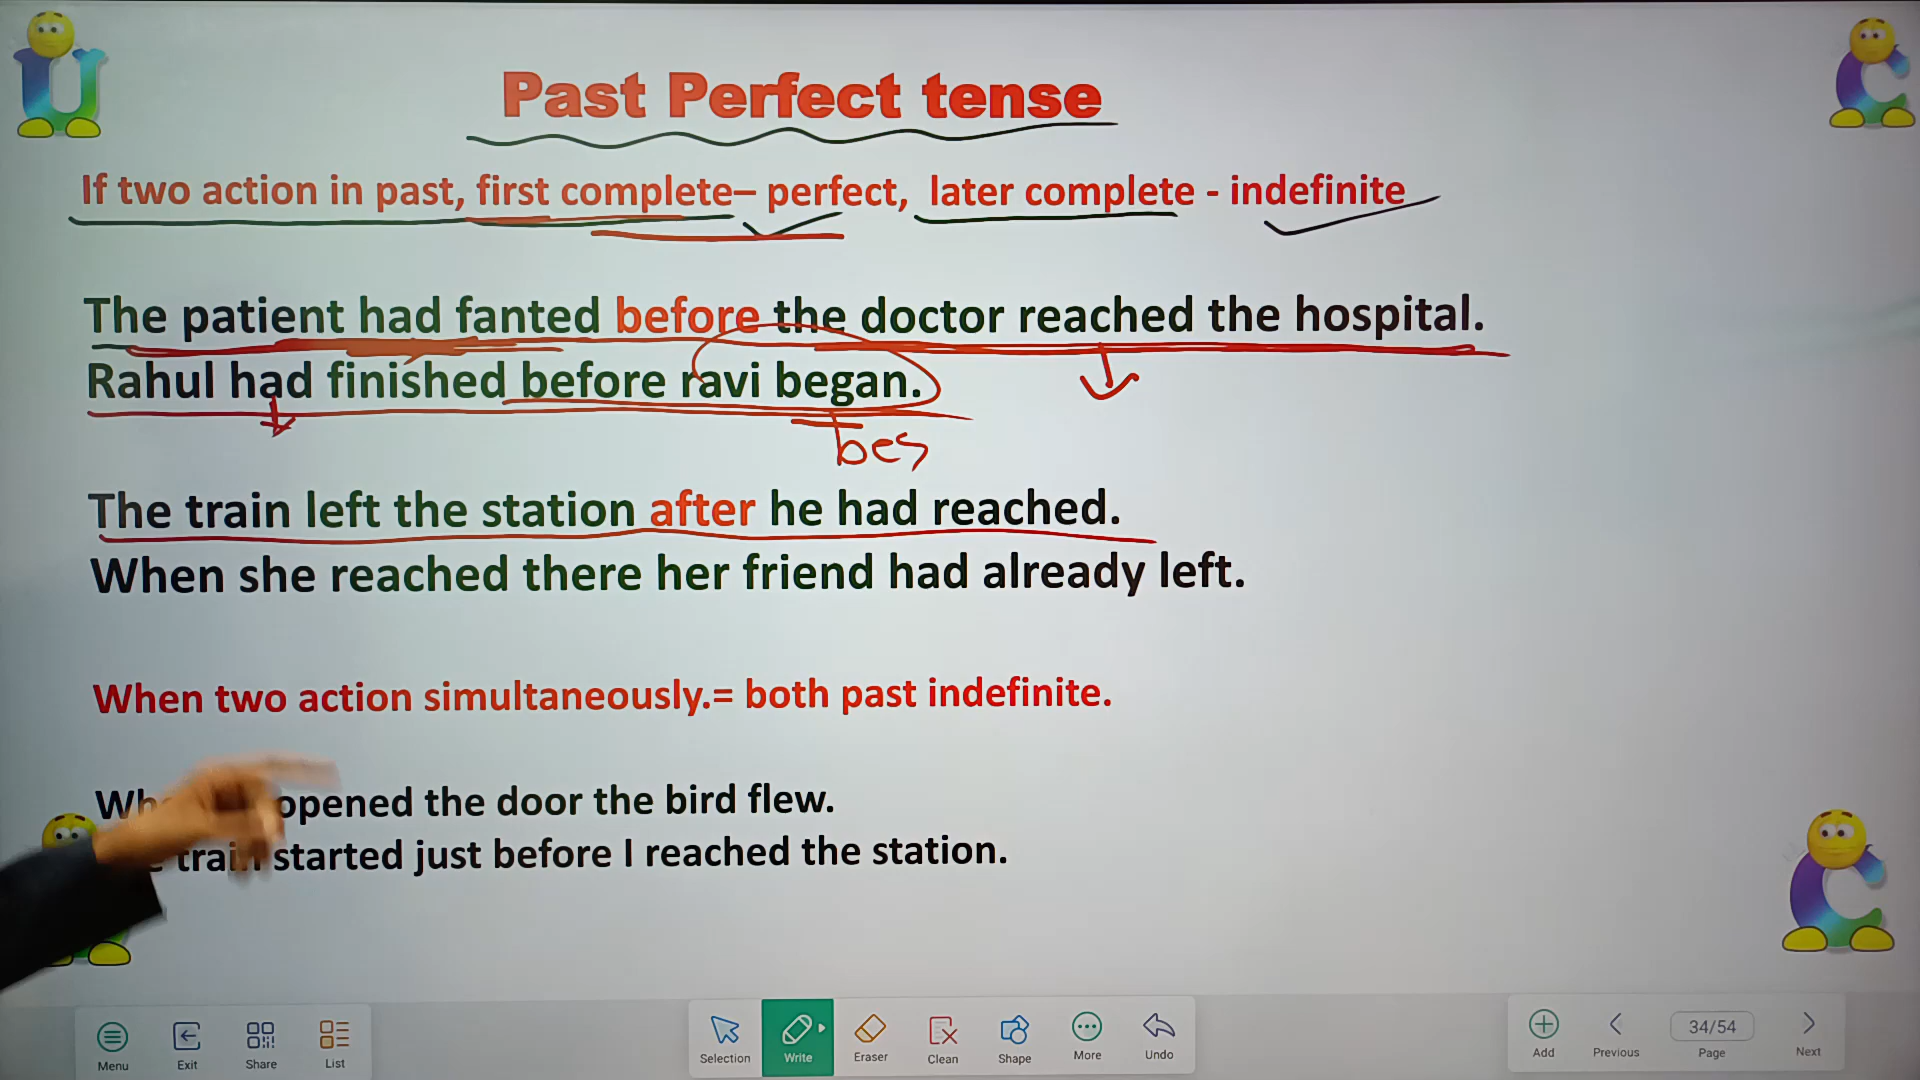 Past Perfect tense
If two action in past, first complete– perfect, later complete - indefinite
The patient had fanted before the doctor reached the hospital.
Rahul had finished before ravi began.
The train left the station after he had reached.
When she reached there her friend had already left.
When two action simultaneously.= both past indefinite.
opened the door the bird flew.
train started just before I reached the station.
Menu
Exit
Share
List
Selection
Write
Eraser
Clean
Shape
More
Undo
Add
Previous
34/54
Page
Next